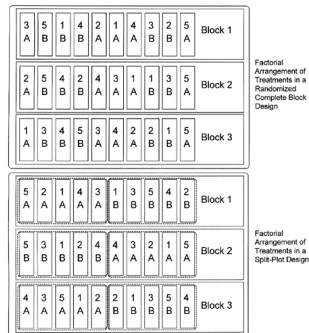 3 5 1 4 2 1 4 3 2 5
A B B B A A A B B A
Block 1
2 5 4 2 4 3 1 1 3 5
A B B B A A A B B A
Block 2
1 3 4 5 3 4 2 2 1 5
A B B B A A A B B A
Block 3
Factorial
Arrangement of
Treatments in a
Randomized
Complete Block
Design
5 2 1 4 3 1 3 5 4 2
A A A A A B B B B B
Block 1
5 3 1 2 4 4 3 2 1 5
B B B B B A A A A A
Block 2
4 3 5 1 2 2 1 3 5 4
A A A A A B B B B B
Block 3
Factorial
Arrangement of
Treatments in a
Split-Plot Design